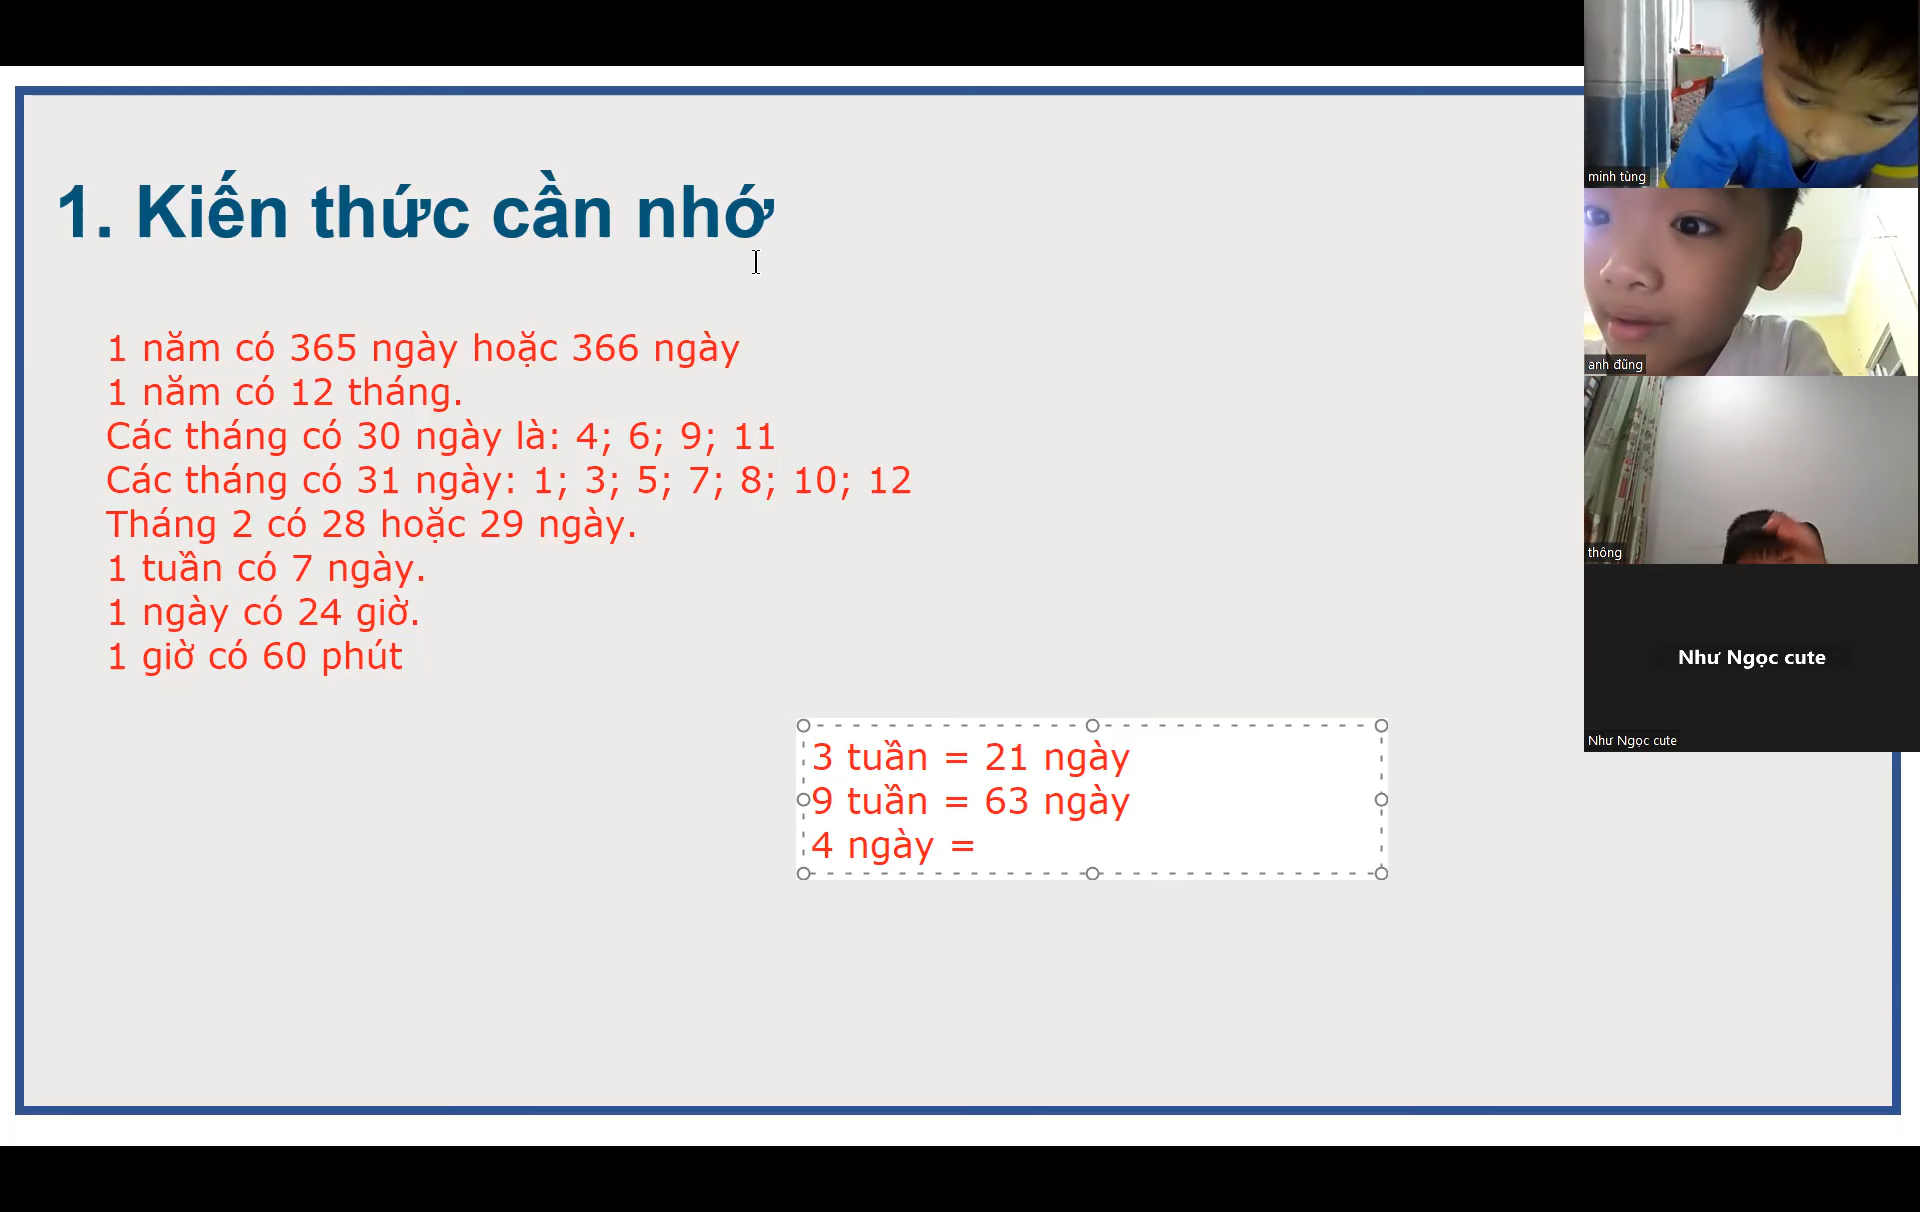 1. Kiến thức cần nhớ
1 năm có 365 ngày hoặc 366 ngày
1 năm có 12 tháng.
Các tháng có 30 ngày là: 4; 6; 9; 11
Các tháng có 31 ngày: 1; 3; 5; 7; 8; 10; 12
Tháng 2 có 28 hoặc 29 ngày.
1 tuần có 7 ngày.
1 ngày có 24 giờ.
1 giờ có 60 phút
3 tuần = 21 ngày
9 tuần = 63 ngày
4 ngày =
minh tùng
anh đũng
thông
Như Ngọc cute
Như Ngọc cute